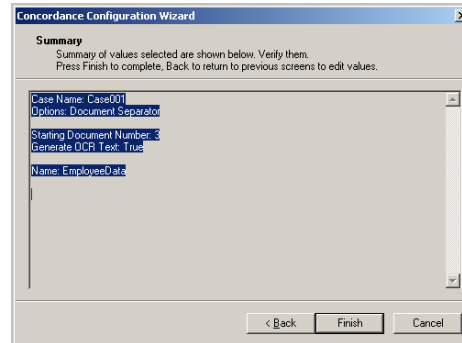 Concordance Configuration Wizard
Summary
Summary of values selected are shown below. Verify them.
Press Finish to complete, Back to return to previous screens to edit values.
Case Name: Case001
Options: Document Separator
Starting Document Number: 3
Generate OCR Text: True
Name: EmployeeData
< Back
Finish
Cancel